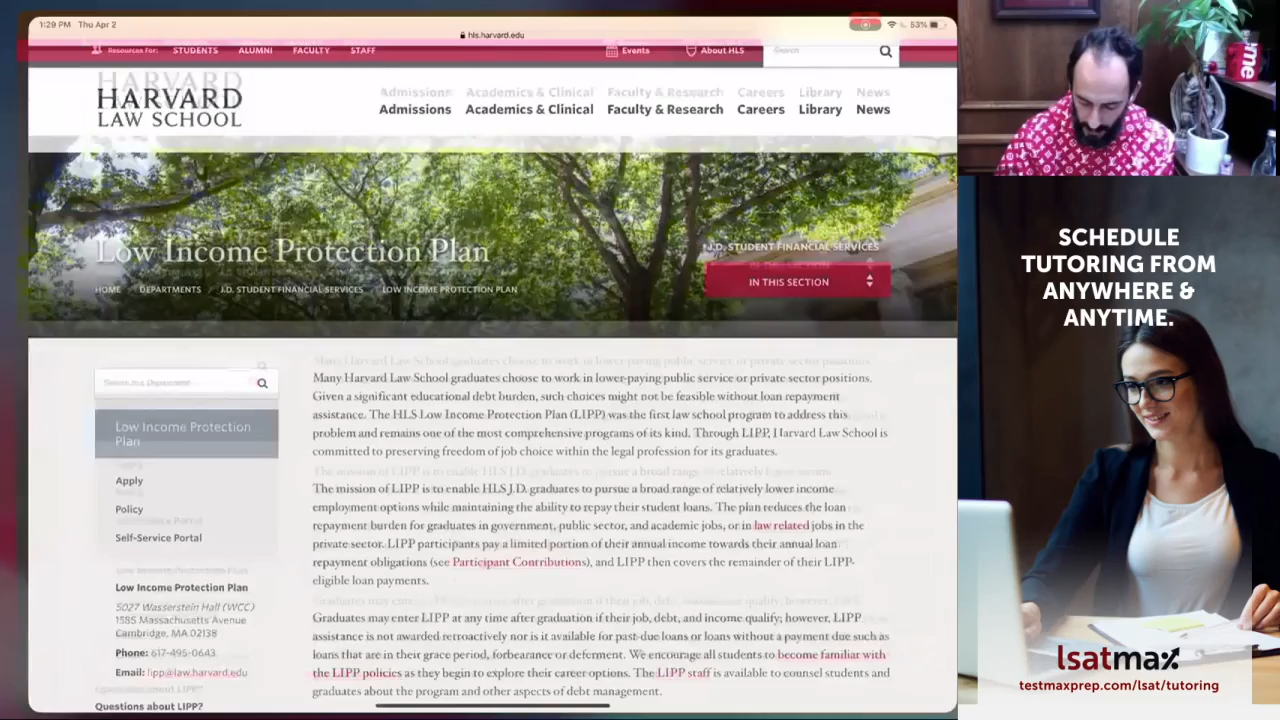 1:29 PM Thu Apr 2
53%
hls.harvard.edu
Resources For: STUDENTS ALUMNI FACULTY STAFF Events About HLS Search
HARVARD
LAW SCHOOL
Admissions Academics & Clinical Faculty & Research Careers Library News
Low Income Protection Plan
J.D. STUDENT FINANCIAL SERVICES
IN THIS SECTION
HOME DEPARTMENTS J.D. STUDENT FINANCIAL SERVICES LOW INCOME PROTECTION PLAN
Low Income Protection
Plan
Apply
Policy
Self-Service Portal
Low Income Protection Plan
5027 Wasserstein Hall (WCC)
1585 Massachusetts Avenue
Cambridge, MA 02138
Phone: 617-495-0643
Email: lipp@law.harvard.edu
Questions about LIPP?
Many Harvard Law School graduates choose to work in lower-paying public service or private sector positions.
Given a significant educational debt burden, such choices might not be feasible without loan repayment
assistance. The HLS Low Income Protection Plan (LIPP) was the first law school program to address this
problem and remains one of the most comprehensive programs of its kind. Through LIPP, Harvard Law School is
committed to preserving freedom of job choice within the legal profession for its graduates.
The mission of LIPP is to enable HLS J.D. graduates to pursue a broad range of relatively lower income
employment options while maintaining the ability to repay their student loans. The plan reduces the loan
repayment burden for graduates in government, public sector, and academic jobs, or in law related jobs in the
private sector. LIPP participants pay a limited portion of their annual income towards their annual loan
repayment obligations (see Participant Contributions), and LIPP then covers the remainder of their LIPP-
eligible loan payments.
Graduates may enter LIPP at any time after graduation if their job, debt, and income qualify; however, LIPP
assistance is not awarded retroactively nor is it available for past due loans or loans without a payment due such as
loans that are in their grace period, forbearance or deferment. We encourage all students to become familiar with
the LIPP policies as they begin to explore their career options. The LIPP staff is available to counsel students and
graduates about the program and other aspects of debt management.
SCHEDULE
TUTORING FROM
ANYWHERE &
ANYTIME.
lsatmax
testmaxprep.com/lsat/tutoring